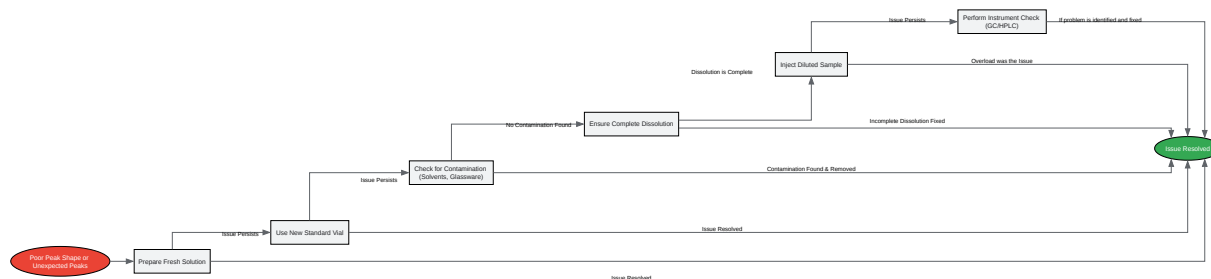 Issue Persists
Perform Instrument Check
(GC/HPLC)
If problem is identified and fixed
Inject Diluted Sample
Overload was the Issue
Dissolution is Complete
No Contamination Found
Ensure Complete Dissolution
Incomplete Dissolution Fixed
Issue Resolved
Check for Contamination
(Solvents, Glassware)
Contamination Found & Removed
Issue Persists
Use New Standard Vial
Issue Resolved
Issue Persists
Poor Peak Shape or
Unexpected Peaks
Prepare Fresh Solution
Issue Resolved